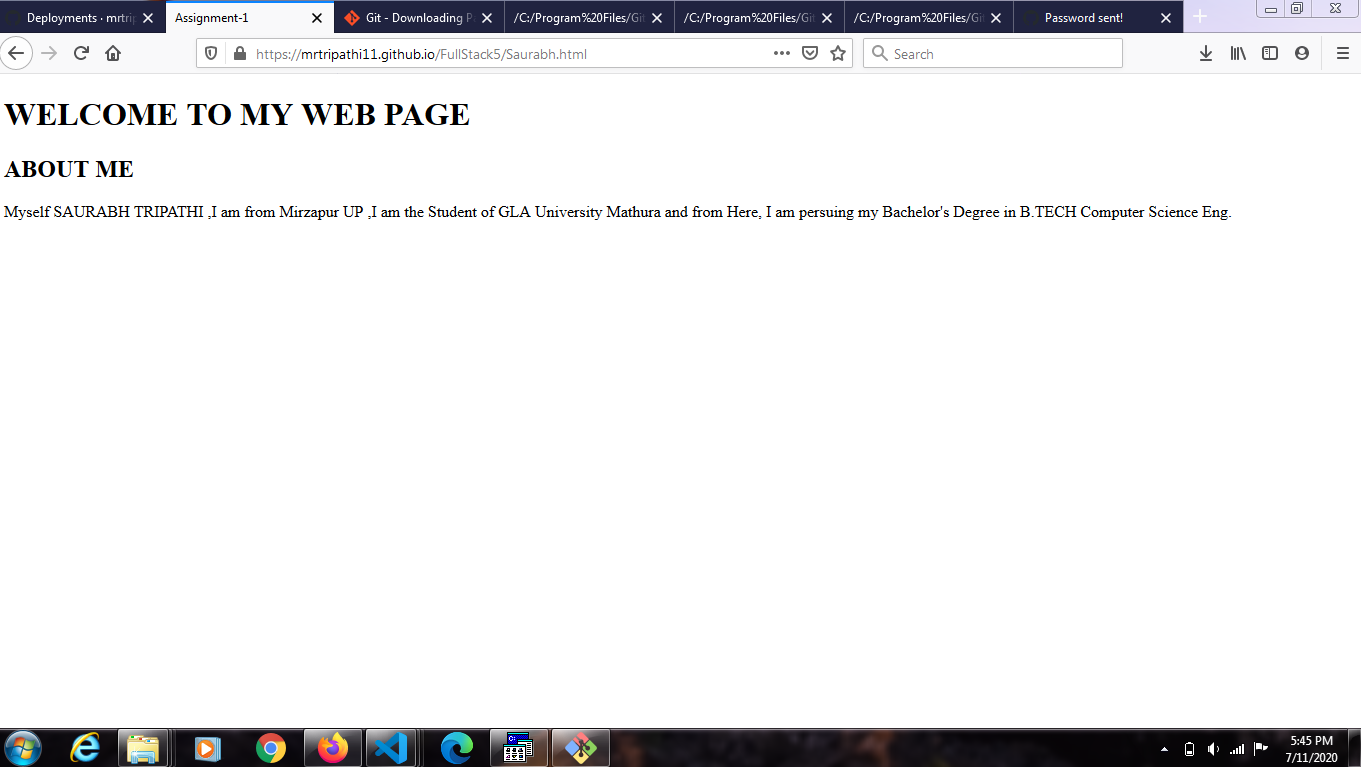 Deployments · mrtrip
Assignment-1
Git - Downloading P
/C:/Program%20Files/Git
/C:/Program%20Files/Git
/C:/Program%20Files/Git
Password sent!
https://mrtripathi11.github.io/FullStack5/Saurabh.html
Search
WELCOME TO MY WEB PAGE
ABOUT ME
Myself SAURABH TRIPATHI ,I am from Mirzapur UP ,I am the Student of GLA University Mathura and from Here, I am persuing my Bachelor's Degree in B.TECH Computer Science Eng.
5:45 PM
7/11/2020